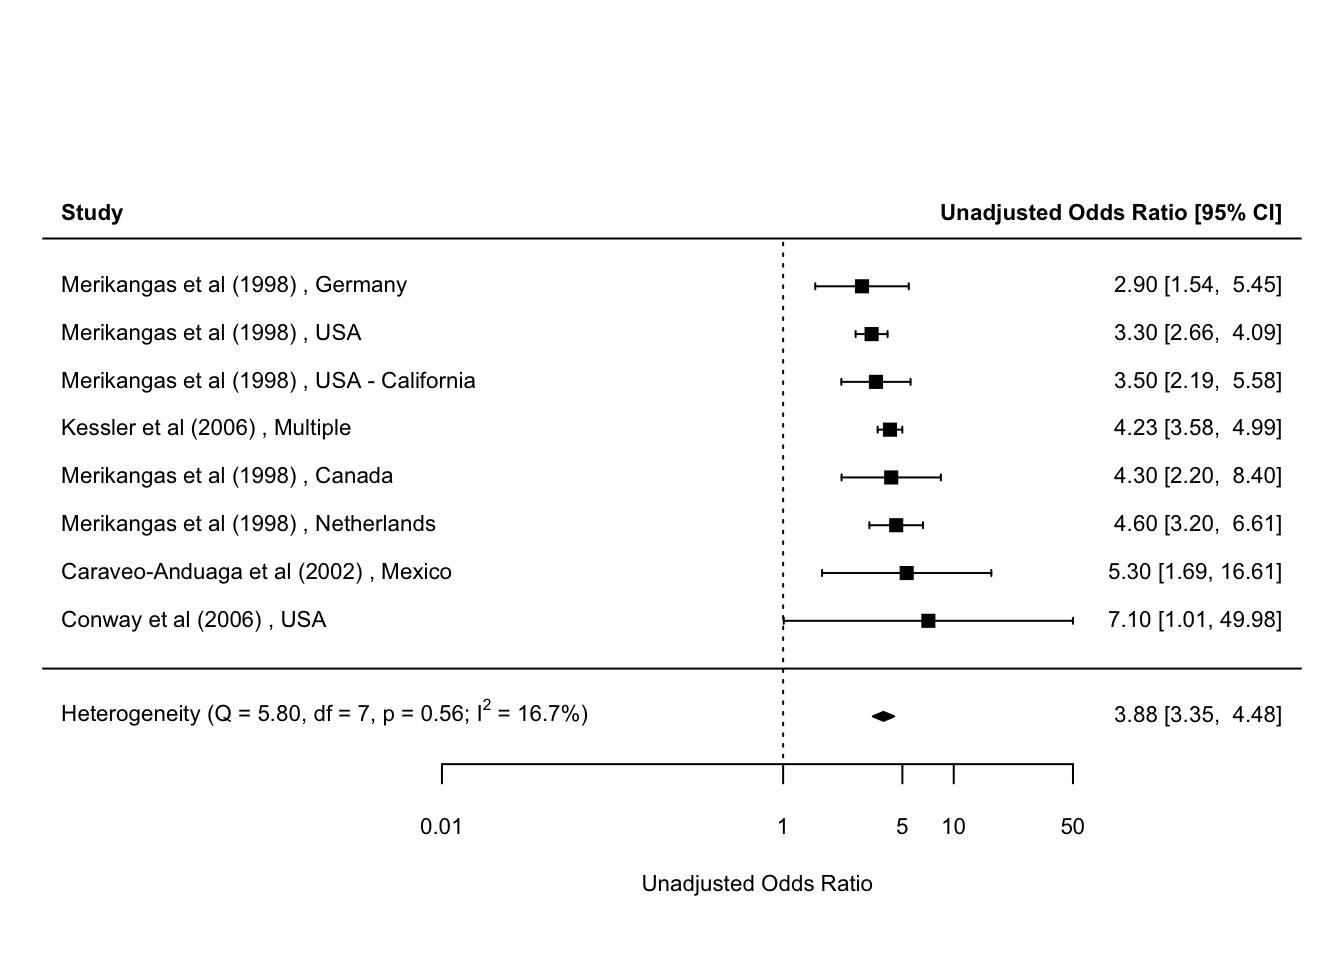 Study Unadjusted Odds Ratio [95% CI]
Merikangas et al (1998) , Germany 2.90 [1.54, 5.45]
Merikangas et al (1998) , USA 3.30 [2.66, 4.09]
Merikangas et al (1998) , USA - California 3.50 [2.19, 5.58]
Kessler et al (2006) , Multiple 4.23 [3.58, 4.99]
Merikangas et al (1998) , Canada 4.30 [2.20, 8.40]
Merikangas et al (1998) , Netherlands 4.60 [3.20, 6.61]
Caraveo-Anduaga et al (2002) , Mexico 5.30 [1.69, 16.61]
Conway et al (2006) , USA 7.10 [1.01, 49.98]
Heterogeneity (Q = 5.80, df = 7, p = 0.56; I² = 16.7%) 3.88 [3.35, 4.48]
0.01 1 5 10 50
Unadjusted Odds Ratio